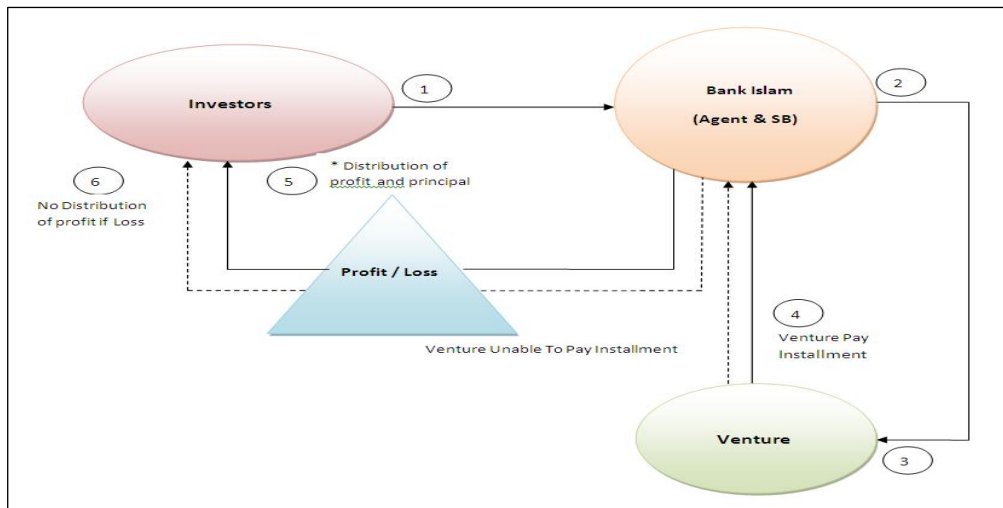 Investors
1
Bank Islam
(Agent & SB)
2
6
No Distribution
of profit if Loss
5
* Distribution of
profit and principal
Profit / Loss
Venture Unable To Pay Installment
4
Venture Pay
Installment
Venture
3